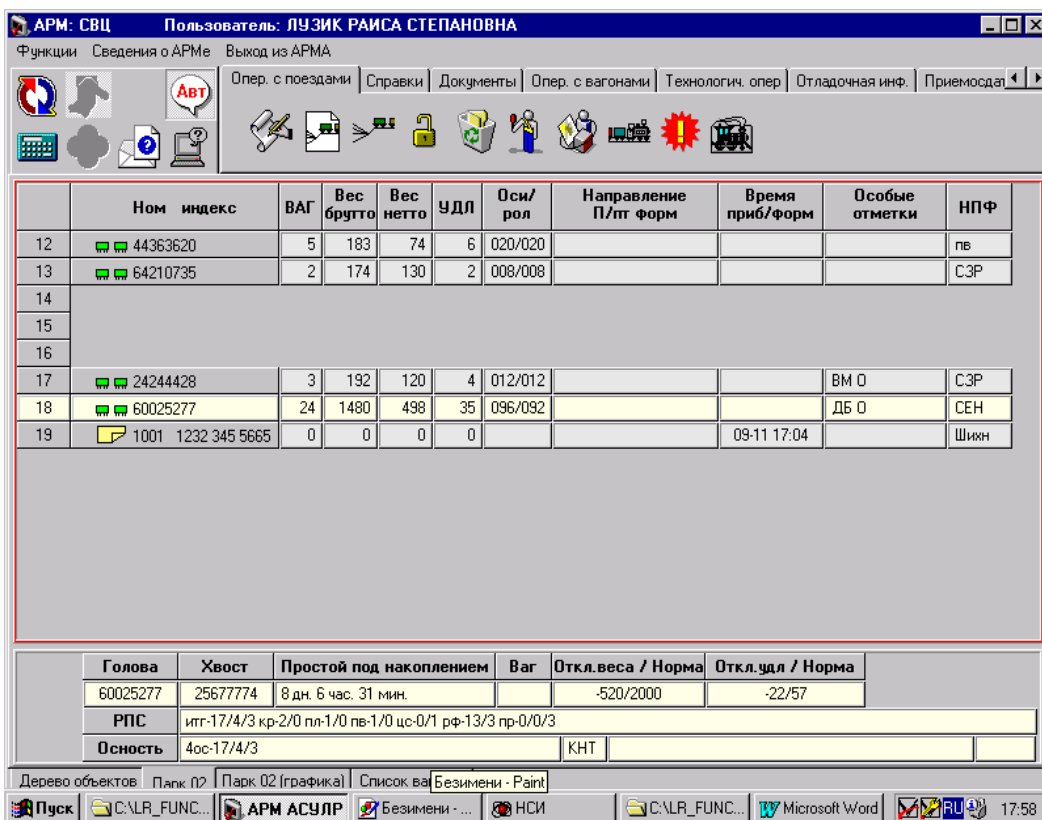 АРМ: СВЦ Пользователь: ЛУЗИК РАИСА СТЕПАНОВНА
Функции Сведения о АРМе Выход из АРМА
Опер. с поездами Справки Документы Опер. с вагонами Технологич. опер Отладочная инф. Приемосдат
Авт
Ном индекс ВАГ Вес брутто Вес нетто УДЛ Оси/ рол Направление П/пт форм Время приб/форм Особые отметки НПФ
12 44363620 5 183 74 6 020/020 пв
13 64210735 2 174 130 2 008/008 СЗР
14
15
16
17 24244428 3 192 120 4 012/012 ВМ О СЗР
18 60025277 24 1480 498 35 096/092 ДБ О СЕН
19 1001 1232 345 5665 0 0 0 0 09-11 17:04 Шихн
Голова Хвост Простой под накоплением Ваг Откл.веса / Норма Откл.удл / Норма
60025277 25677774 8 дн. 6 час. 31 мин. -520/2000 -22/57
РПС итг-17/4/3 кр-2/0 пл-1/0 пв-1/0 цс-0/1 рф-13/3 пр-0/0/3
Осность 4ос-17/4/3 КНТ
Дерево объектов Парк 02 Парк 02 (графика) Список ва Безимени - Paint
Пуск C:\LR_FUNC... АРМ АСУЛР Безимени - ... НСИ C:\LR_FUNC... Microsoft Word RU 17:58